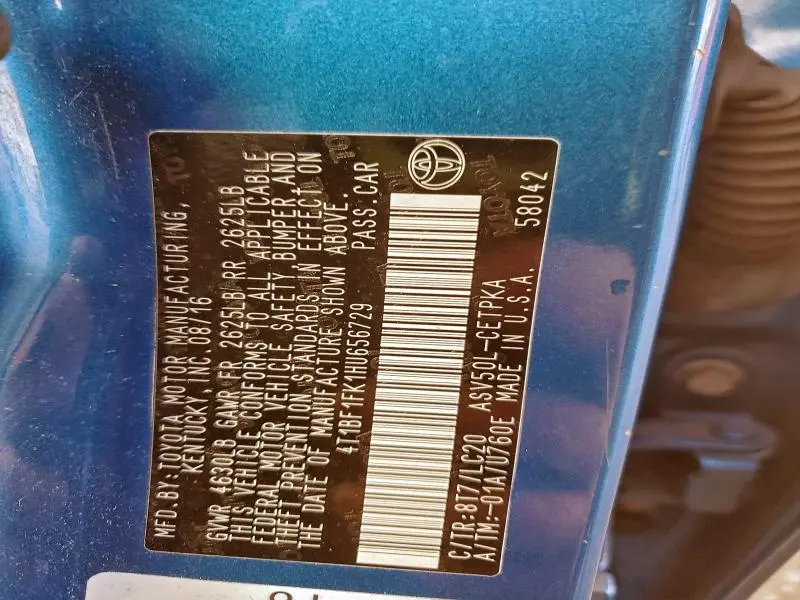 MFD.BY:TOYOTA MOTOR MANUFACTURING,
KENTUCKY, INC. 08/16
GVWR 4630LB GAWR FR 2625LB RR 2625LB
THIS VEHICLE CONFORMS TO ALL APPLICABLE
FEDERAL MOTOR VEHICLE SAFETY, BUMPER, AND
THEFT PREVENTION STANDARDS IN EFFECT ON
THE DATE OF MANUFACTURE SHOWN ABOVE.
4T1BF1FK1HU656729 PASS.CAR
C/TR:8T7/LC20 ASV50L-CETPKA
A/TM:-01A/U760E MADE IN U.S.A. 58042